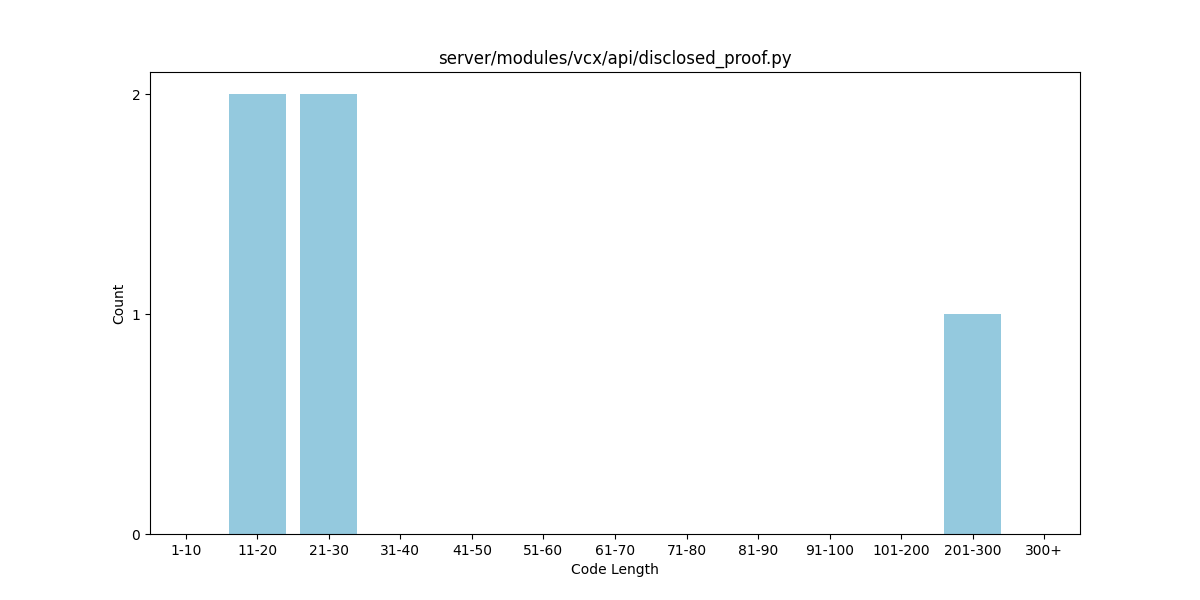 server/modules/vcx/api/disclosed_proof.py
Count
2
1
0
1-10 11-20 21-30 31-40 41-50 51-60 61-70 71-80 81-90 91-100 101-200 201-300 300+
Code Length